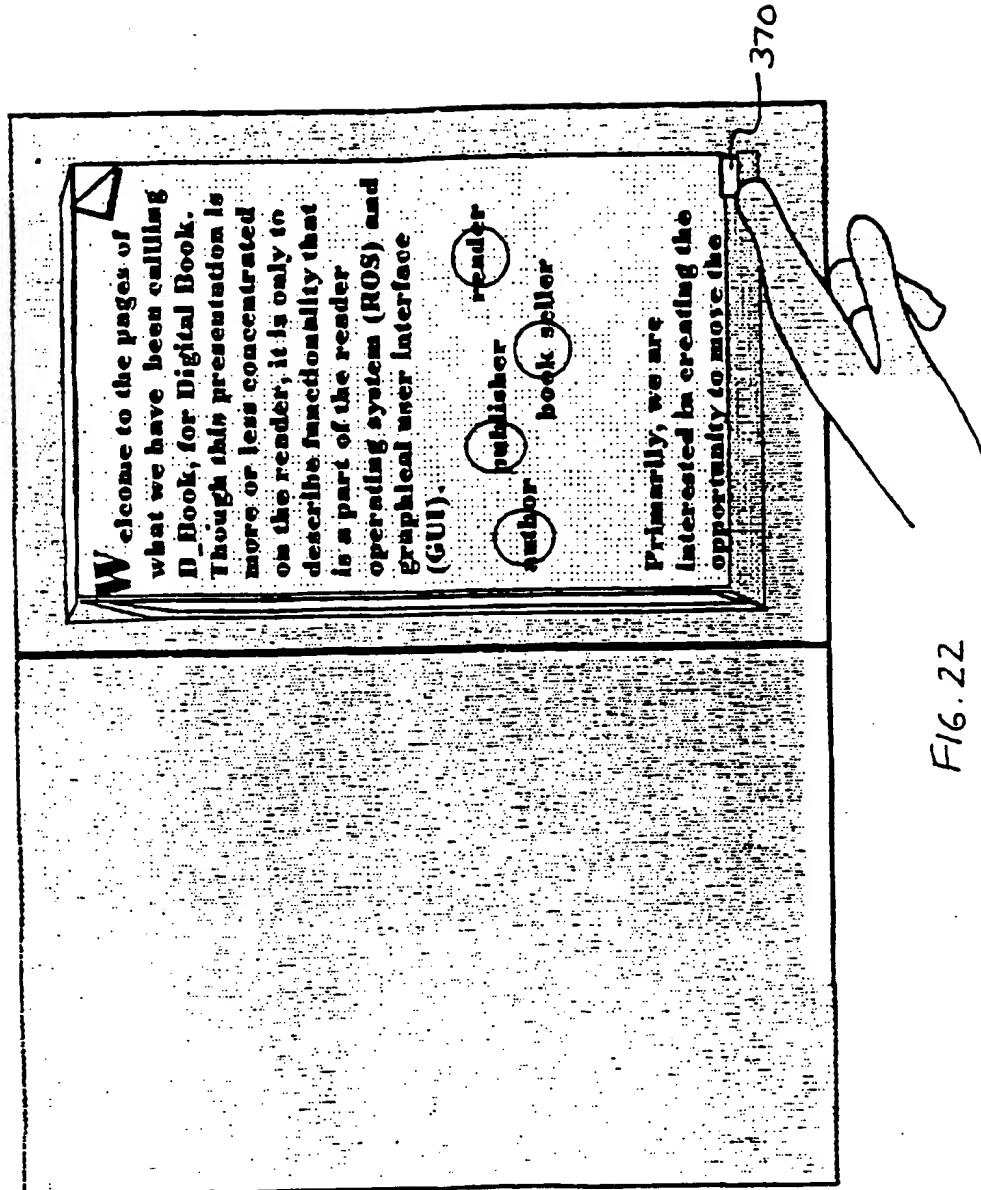 Welcome to the pages of
what we have been calling
D_Book, for Digital Book.
Though this presentation is
more or less concentrated
on the reader, it is only to
describe functionality that
is a part of the reader
operating system (ROS) and
graphical user interface
(GUI).
author publisher reader
book seller
Primarily, we are
interested in creating the
opportunity to move the
370
FIG. 22